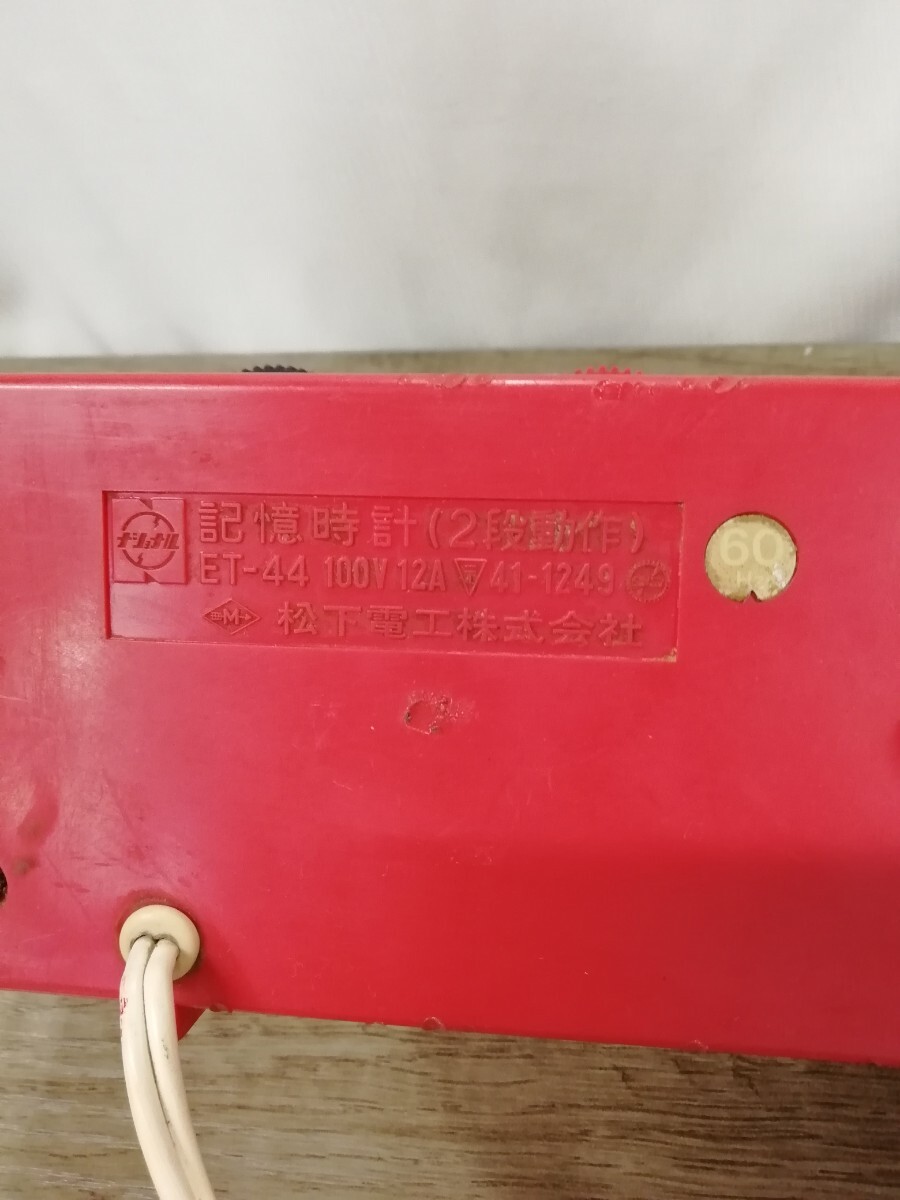 ナショナル
記憶時計(2段動作)
ET-44 100V 12A 〒 41-1249
M 松下電工株式会社
60